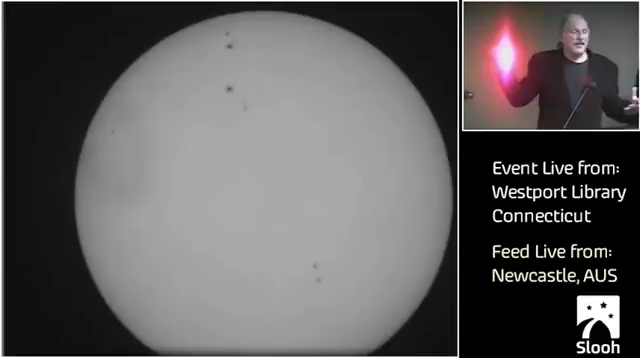 Event Live from:
Westport Library
Connecticut
Feed Live from:
Newcastle, AUS
Slooh